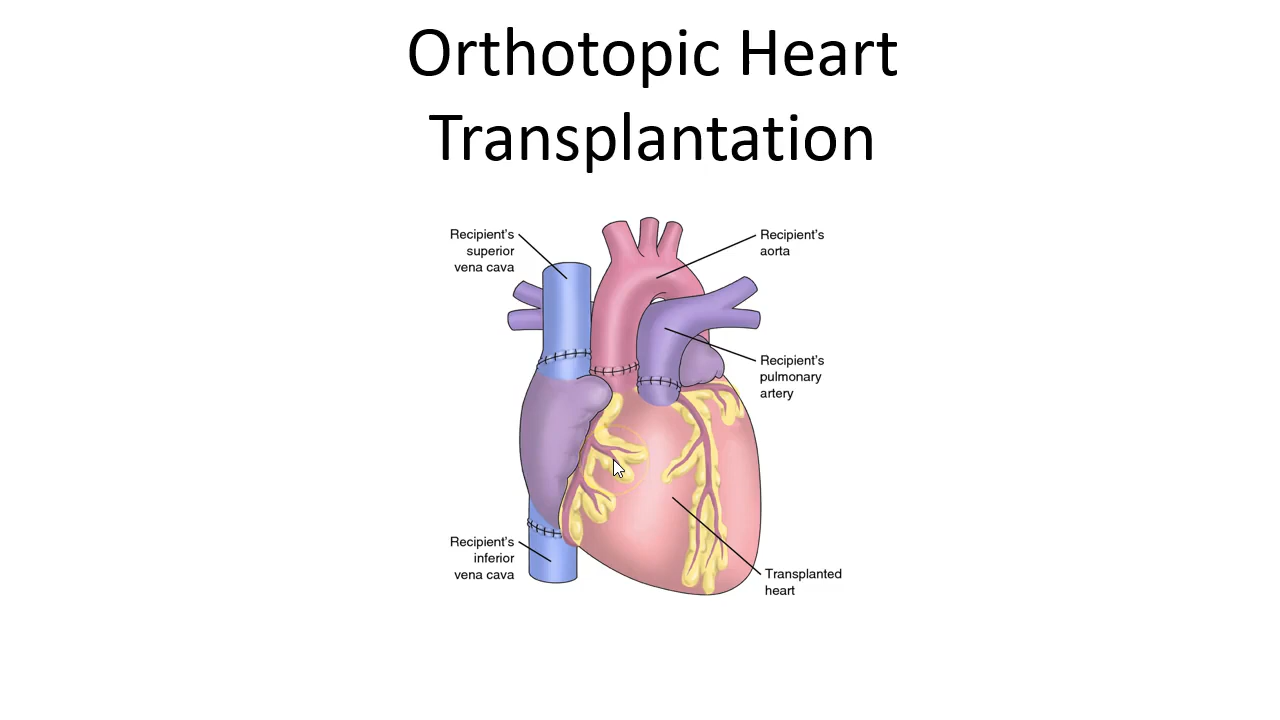 Orthotopic Heart
Transplantation
Recipient's
superior
vena cava
Recipient's
aorta
Recipient's
pulmonary
artery
Recipient's
inferior
vena cava
Transplanted
heart